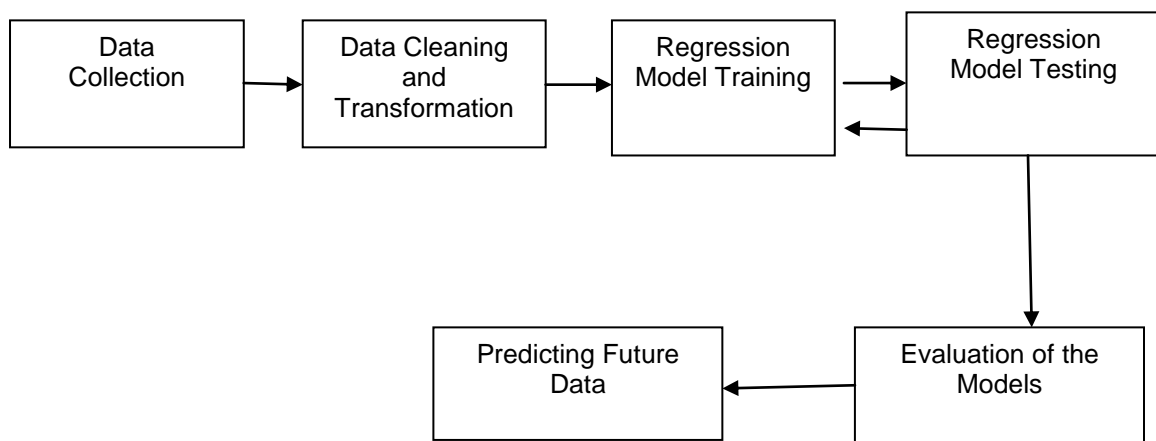 Data
Collection
Data Cleaning
and
Transformation
Regression
Model Training
Regression
Model Testing
Evaluation of the
Models
Predicting Future
Data